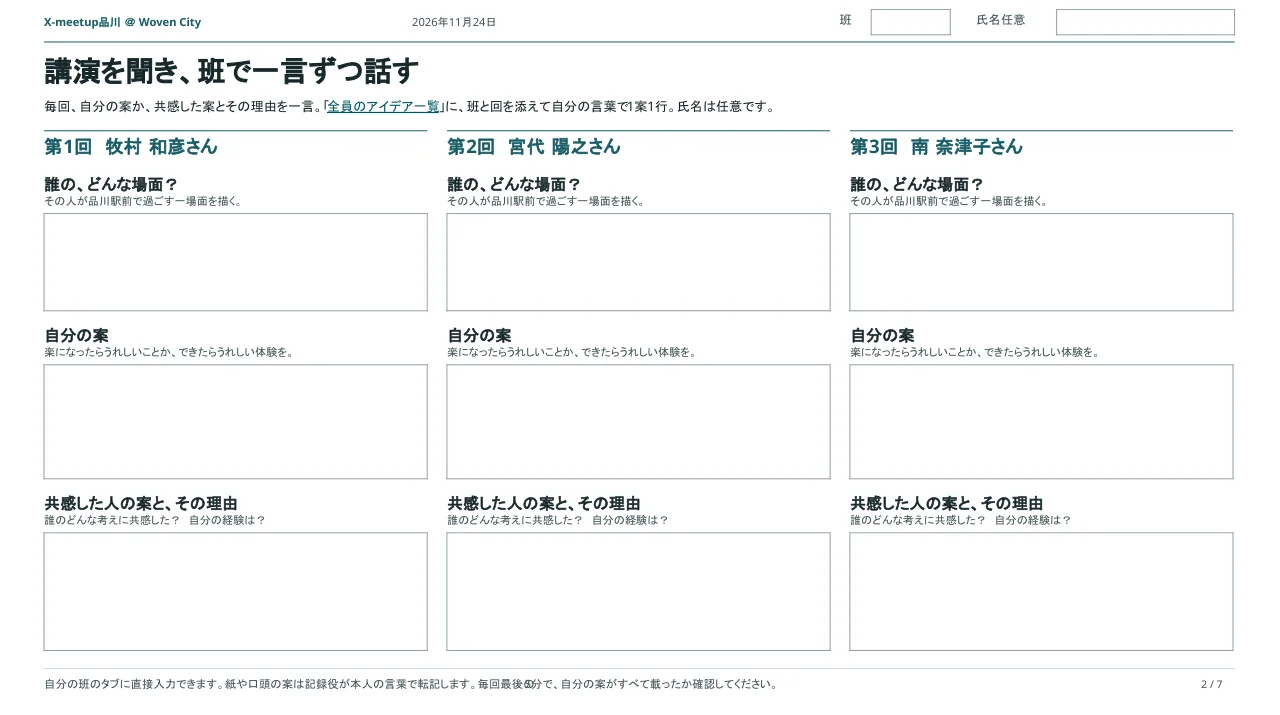 X-meetup品川 @ Woven City
2026年11月24日
班
氏名任意
講演を聞き、班で一言ずつ話す
毎回、自分の案か、共感した案とその理由を一言。「全員のアイデア一覧」に、班と回を添えて自分の言葉で1案1行。氏名は任意です。
第1回 牧村 和彦さん
誰の、どんな場面？
その人が品川駅前で過ごす一場面を描く。
自分の案
楽になったらうれしいことか、できたらうれしい体験を。
共感した人の案と、その理由
誰のどんな考えに共感した？ 自分の経験は？
第2回 宮代 陽之さん
誰の、どんな場面？
その人が品川駅前で過ごす一場面を描く。
自分の案
楽になったらうれしいことか、できたらうれしい体験を。
共感した人の案と、その理由
誰のどんな考えに共感した？ 自分の経験は？
第3回 南 奈津子さん
誰の、どんな場面？
その人が品川駅前で過ごす一場面を描く。
自分の案
楽になったらうれしいことか、できたらうれしい体験を。
共感した人の案と、その理由
誰のどんな考えに共感した？ 自分の経験は？
自分の班のタブに直接入力できます。紙や口頭の案は記録役が本人の言葉で転記します。毎回最後の分で、自分の案がすべて載ったか確認してください。
2 / 7